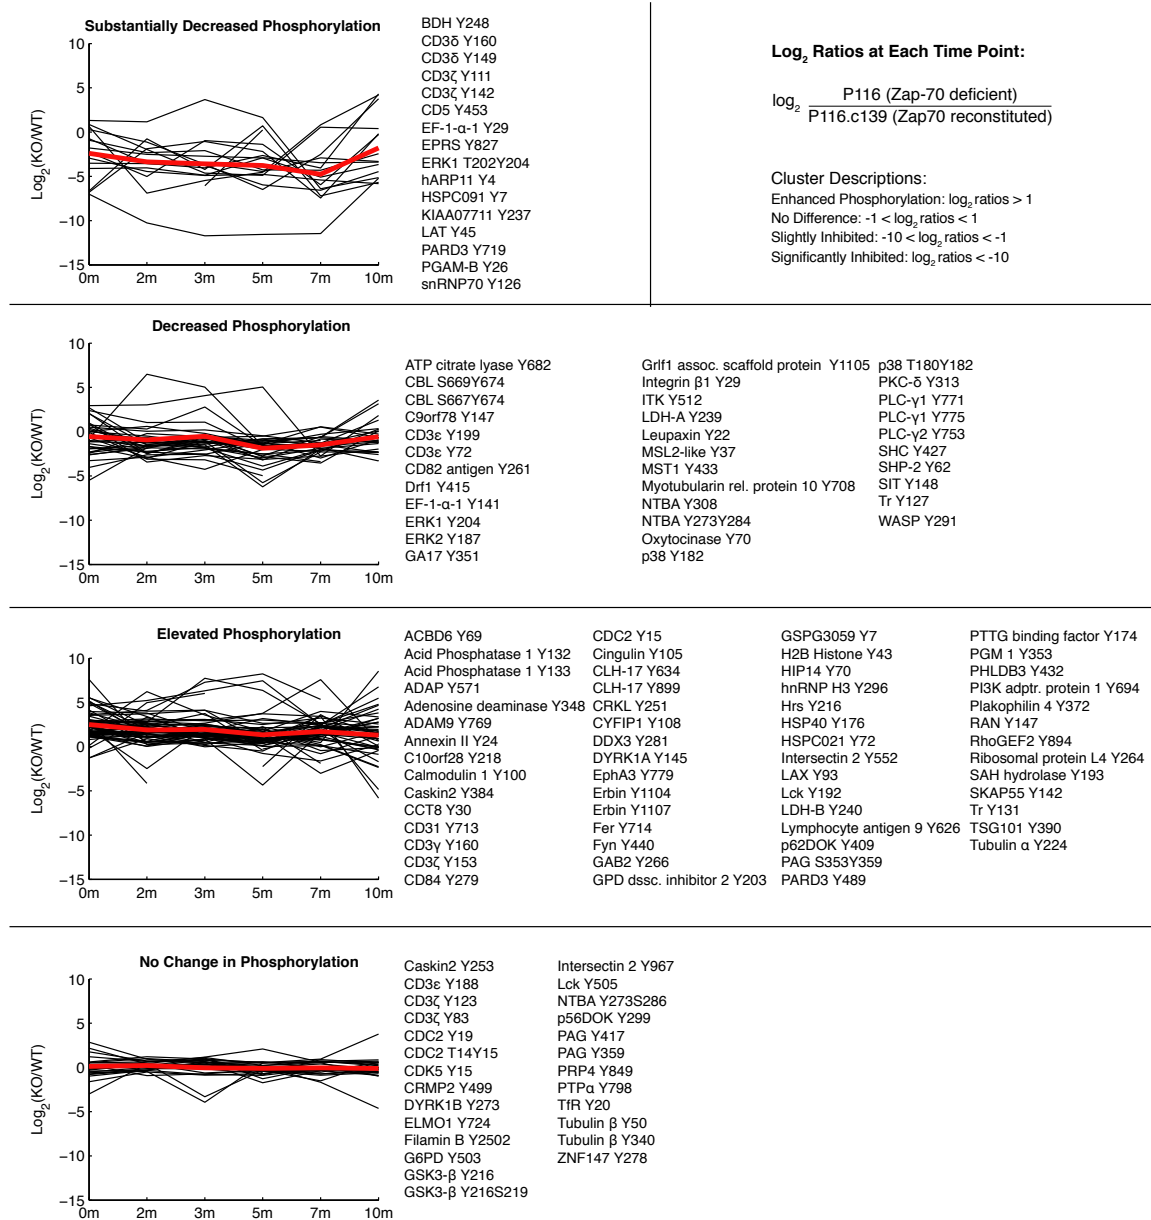 Substantially Decreased Phosphorylation
Log2(KO/WT)
10
5
0
−5
−10
−15
0m 2m 3m 5m 7m 10m
BDH Y248
CD3δ Y160
CD3δ Y149
CD3ζ Y111
CD3ζ Y142
CD5 Y453
EF-1-α-1 Y29
EPRS Y827
ERK1 T202Y204
hARP11 Y4
HSPC091 Y7
KIAA07711 Y237
LAT Y45
PARD3 Y719
PGAM-B Y26
snRNP70 Y126
Log2 Ratios at Each Time Point:
log2 P116 (Zap-70 deficient)
P116.c139 (Zap70 reconstituted)
Cluster Descriptions:
Enhanced Phosphorylation: log2 ratios > 1
No Difference: -1 < log2 ratios < 1
Slightly Inhibited: -10 < log2 ratios < -1
Significantly Inhibited: log2 ratios < -10
Decreased Phosphorylation
Log2(KO/WT)
10
5
0
−5
−10
−15
0m 2m 3m 5m 7m 10m
ATP citrate lyase Y682
CBL S669Y674
CBL S667Y674
C9orf78 Y147
CD3ε Y199
CD3ε Y72
CD82 antigen Y261
Drf1 Y415
EF-1-α-1 Y141
ERK1 Y204
ERK2 Y187
GA17 Y351
Grlf1 assoc. scaffold protein Y1105
Integrin β1 Y29
ITK Y512
LDH-A Y239
Leupaxin Y22
MSL2-like Y37
MST1 Y433
Myotubularin rel. protein 10 Y708
NTBA Y308
NTBA Y273Y284
Oxytocinase Y70
p38 Y182
p38 T180Y182
PKC-δ Y313
PLC-γ1 Y771
PLC-γ1 Y775
PLC-γ2 Y753
SHC Y427
SHP-2 Y62
SIT Y148
Tr Y127
WASP Y291
Elevated Phosphorylation
Log2(KO/WT)
10
5
0
−5
−10
−15
0m 2m 3m 5m 7m 10m
ACBD6 Y69
Acid Phosphatase 1 Y132
Acid Phosphatase 1 Y133
ADAP Y571
Adenosine deaminase Y348
ADAM9 Y769
Annexin II Y24
C10orf28 Y218
Calmodulin 1 Y100
Caskin2 Y384
CCT8 Y30
CD31 Y713
CD3γ Y160
CD3ζ Y153
CD84 Y279
CDC2 Y15
Cingulin Y105
CLH-17 Y634
CLH-17 Y899
CRKL Y251
CYFIP1 Y108
DDX3 Y281
DYRK1A Y145
EphA3 Y779
Erbin Y1104
Erbin Y1107
Fer Y714
Fyn Y440
GAB2 Y266
GPD dssc. inhibitor 2 Y203
GSPG3059 Y7
H2B Histone Y43
HIP14 Y70
hnRNP H3 Y296
Hrs Y216
HSP40 Y176
HSPC021 Y72
Intersectin 2 Y552
LAX Y93
Lck Y192
LDH-B Y240
Lymphocyte antigen 9 Y626
p62DOK Y409
PAG S353Y359
PARD3 Y489
PTTG binding factor Y174
PGM 1 Y353
PHLDB3 Y432
PI3K adptr. protein 1 Y694
Plakophilin 4 Y372
RAN Y147
RhoGEF2 Y894
Ribosomal protein L4 Y264
SAH hydrolase Y193
SKAP55 Y142
Tr Y131
TSG101 Y390
Tubulin α Y224
No Change in Phosphorylation
Log2(KO/WT)
10
5
0
−5
−10
−15
0m 2m 3m 5m 7m 10m
Caskin2 Y253
CD3ε Y188
CD3ζ Y123
CD3ζ Y83
CDC2 Y19
CDC2 T14Y15
CDK5 Y15
CRMP2 Y499
DYRK1B Y273
ELMO1 Y724
Filamin B Y2502
G6PD Y503
GSK3-β Y216
GSK3-β Y216S219
Intersectin 2 Y967
Lck Y505
NTBA Y273S286
p56DOK Y299
PAG Y417
PAG Y359
PRP4 Y849
PTPα Y798
TfR Y20
Tubulin β Y50
Tubulin β Y340
ZNF147 Y278